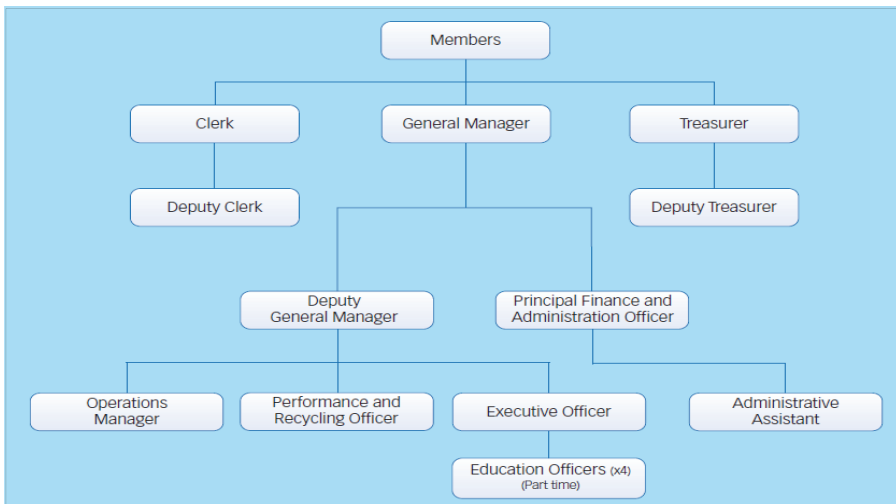 Members
Clerk
General Manager
Treasurer
Deputy Clerk
Deputy Treasurer
Deputy
General Manager
Principal Finance and
Administration Officer
Operations
Manager
Performance and
Recycling Officer
Executive Officer
Administrative
Assistant
Education Officers (x4)
(Part time)